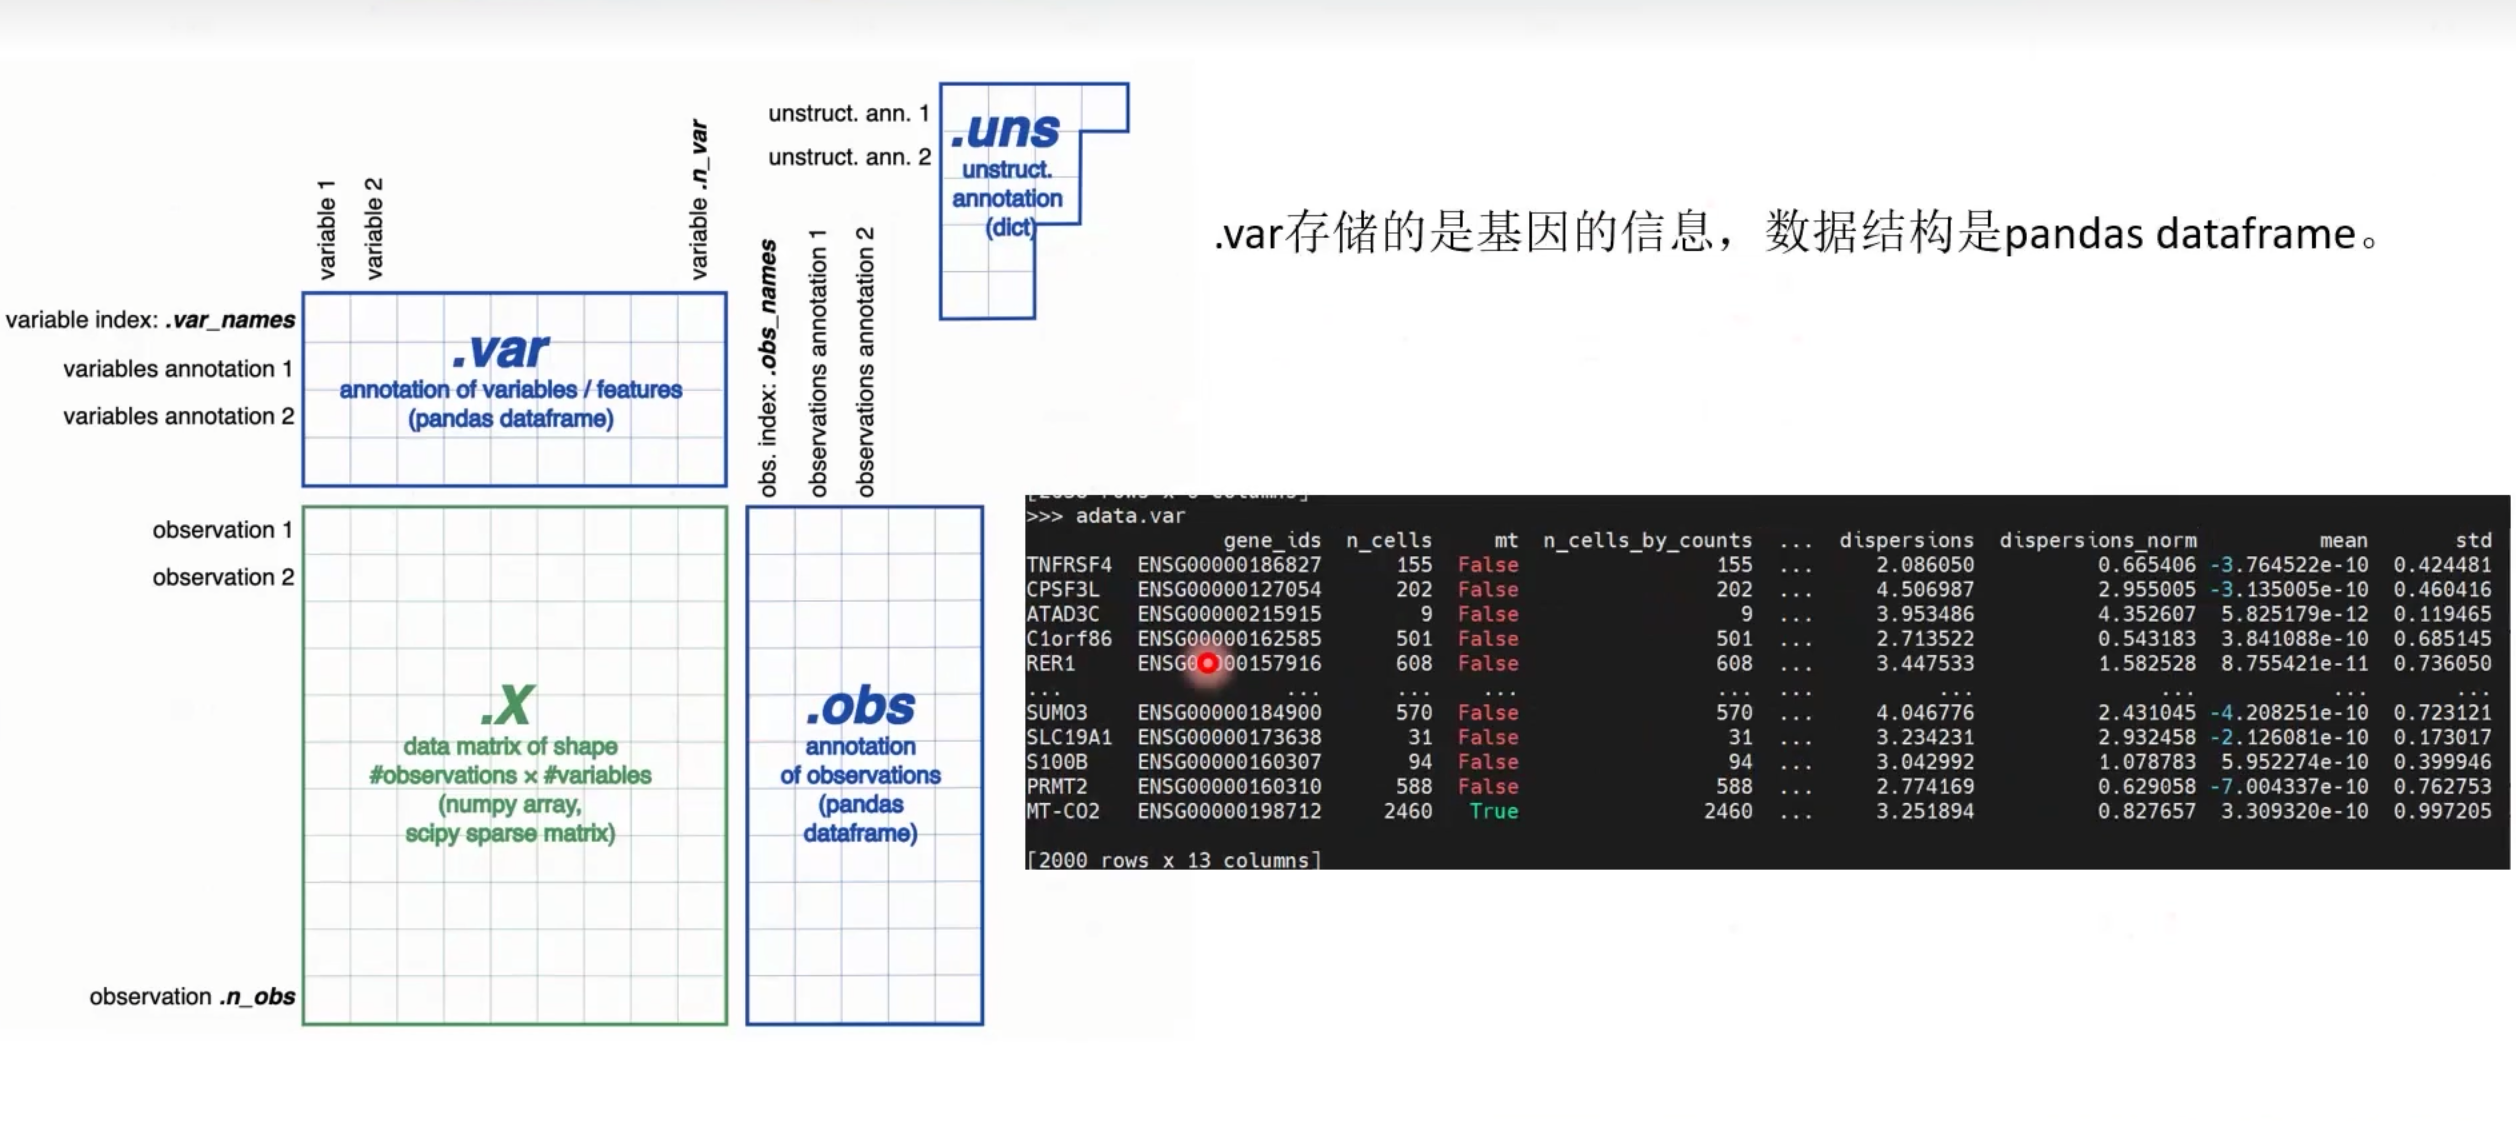 unstruct. ann. 1
unstruct. ann. 2
.uns
unstruct.
annotation
(dict)
variable 1
variable 2
variable .n_var
.var存储的是基因的信息，数据结构是pandas dataframe。
variable index: .var_names
variables annotation 1
variables annotation 2
.var
annotation of variables / features
(pandas dataframe)
obs. index: .obs_names
observations annotation 1
observations annotation 2
observation 1
observation 2
observation .n_obs
.X
data matrix of shape
#observations × #variables
(numpy array,
scipy sparse matrix)
.obs
annotation
of observations
(pandas
dataframe)
>>> adata.var
gene_ids n_cells mt n_cells_by_counts ... dispersions dispersions_norm mean std
TNFRSF4 ENSG00000186827 155 False 155 ... 2.086050 0.665406 -3.764522e-10 0.424481
CPSF3L ENSG00000127054 202 False 202 ... 4.506987 2.955005 -3.135005e-10 0.460416
ATAD3C ENSG00000215915 9 False 9 ... 3.953486 4.352607 5.825179e-12 0.119465
C1orf86 ENSG00000162585 501 False 501 ... 2.713522 0.543183 3.841088e-10 0.685145
RER1 ENSG00000157916 608 False 608 ... 3.447533 1.582528 8.755421e-11 0.736050
... ... ... ... ... ... ... ... ... ...
SUMO3 ENSG00000184900 570 False 570 ... 4.046776 2.431045 -4.208251e-10 0.723121
SLC19A1 ENSG00000173638 31 False 31 ... 3.234231 2.932458 -2.126081e-10 0.173017
S100B ENSG00000160307 94 False 94 ... 3.042992 1.078783 5.952274e-10 0.399946
PRMT2 ENSG00000160310 588 False 588 ... 2.774169 0.629058 -7.004337e-10 0.762753
MT-CO2 ENSG00000198712 2460 True 2460 ... 3.251894 0.827657 3.309320e-10 0.997205
[2000 rows x 13 columns]